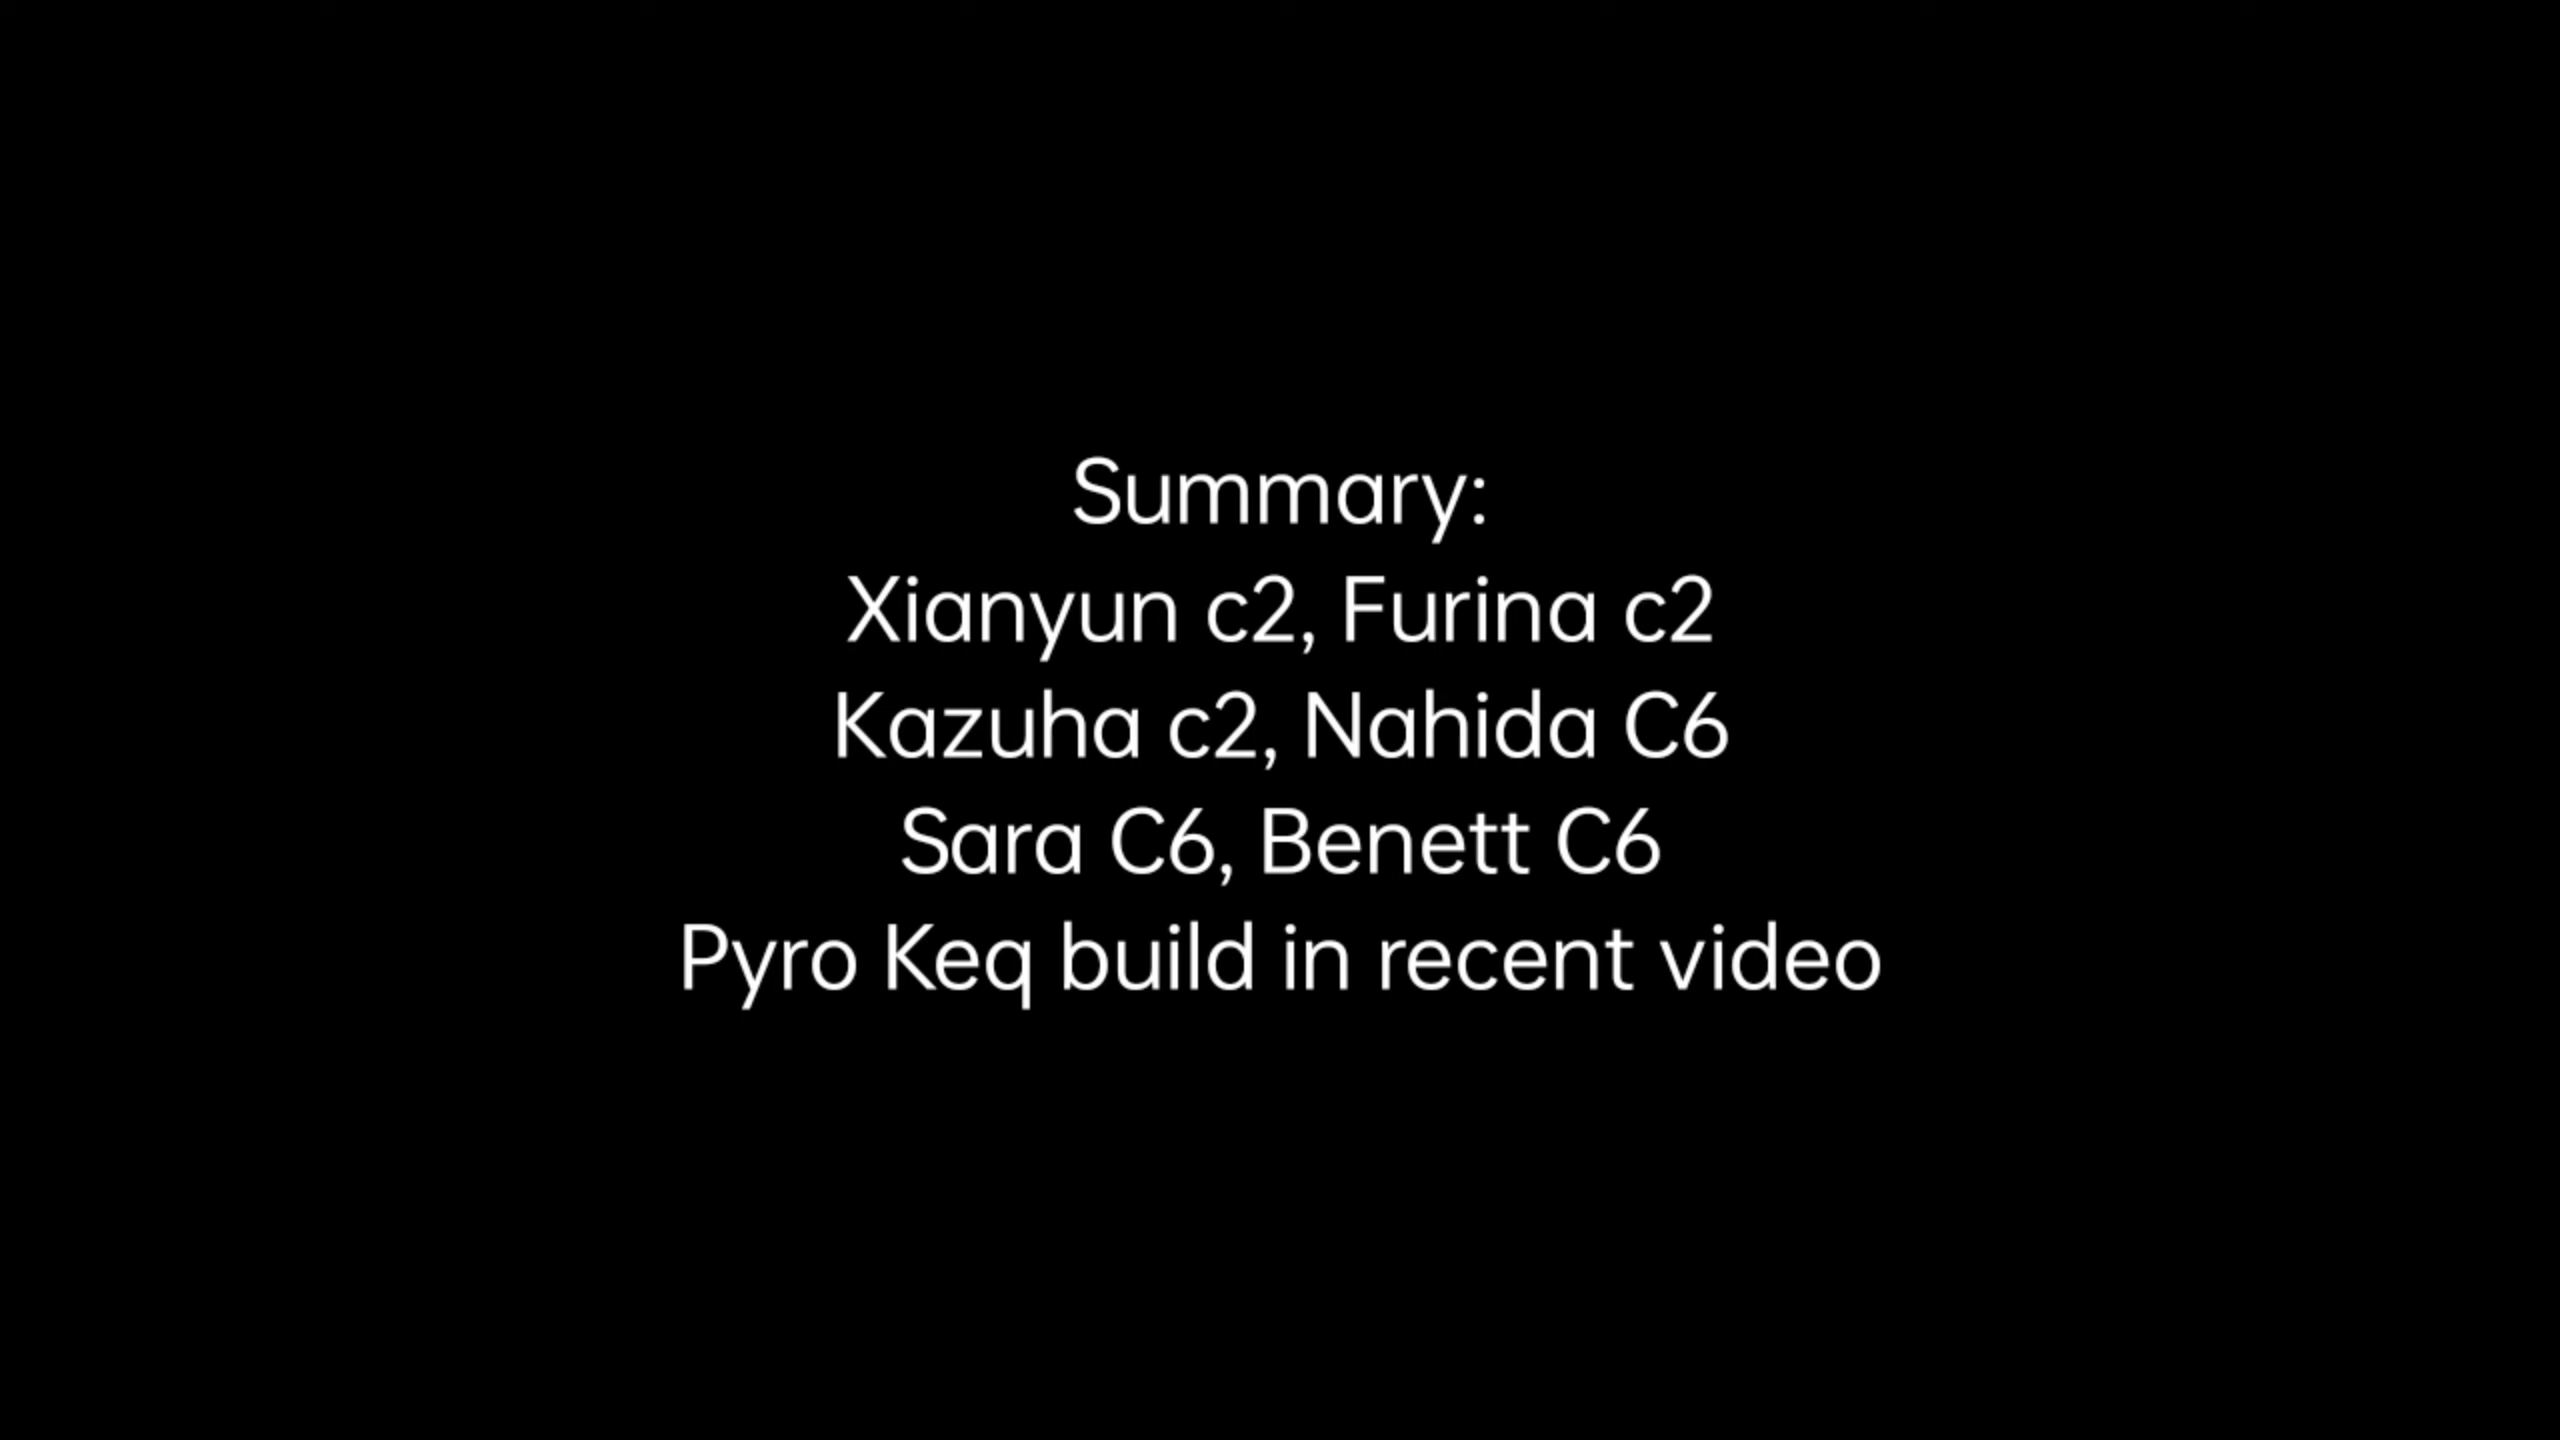 Summary:
Xianyun c2, Furina c2
Kazuha c2, Nahida C6
Sara C6, Benett C6
Pyro Keq build in recent video